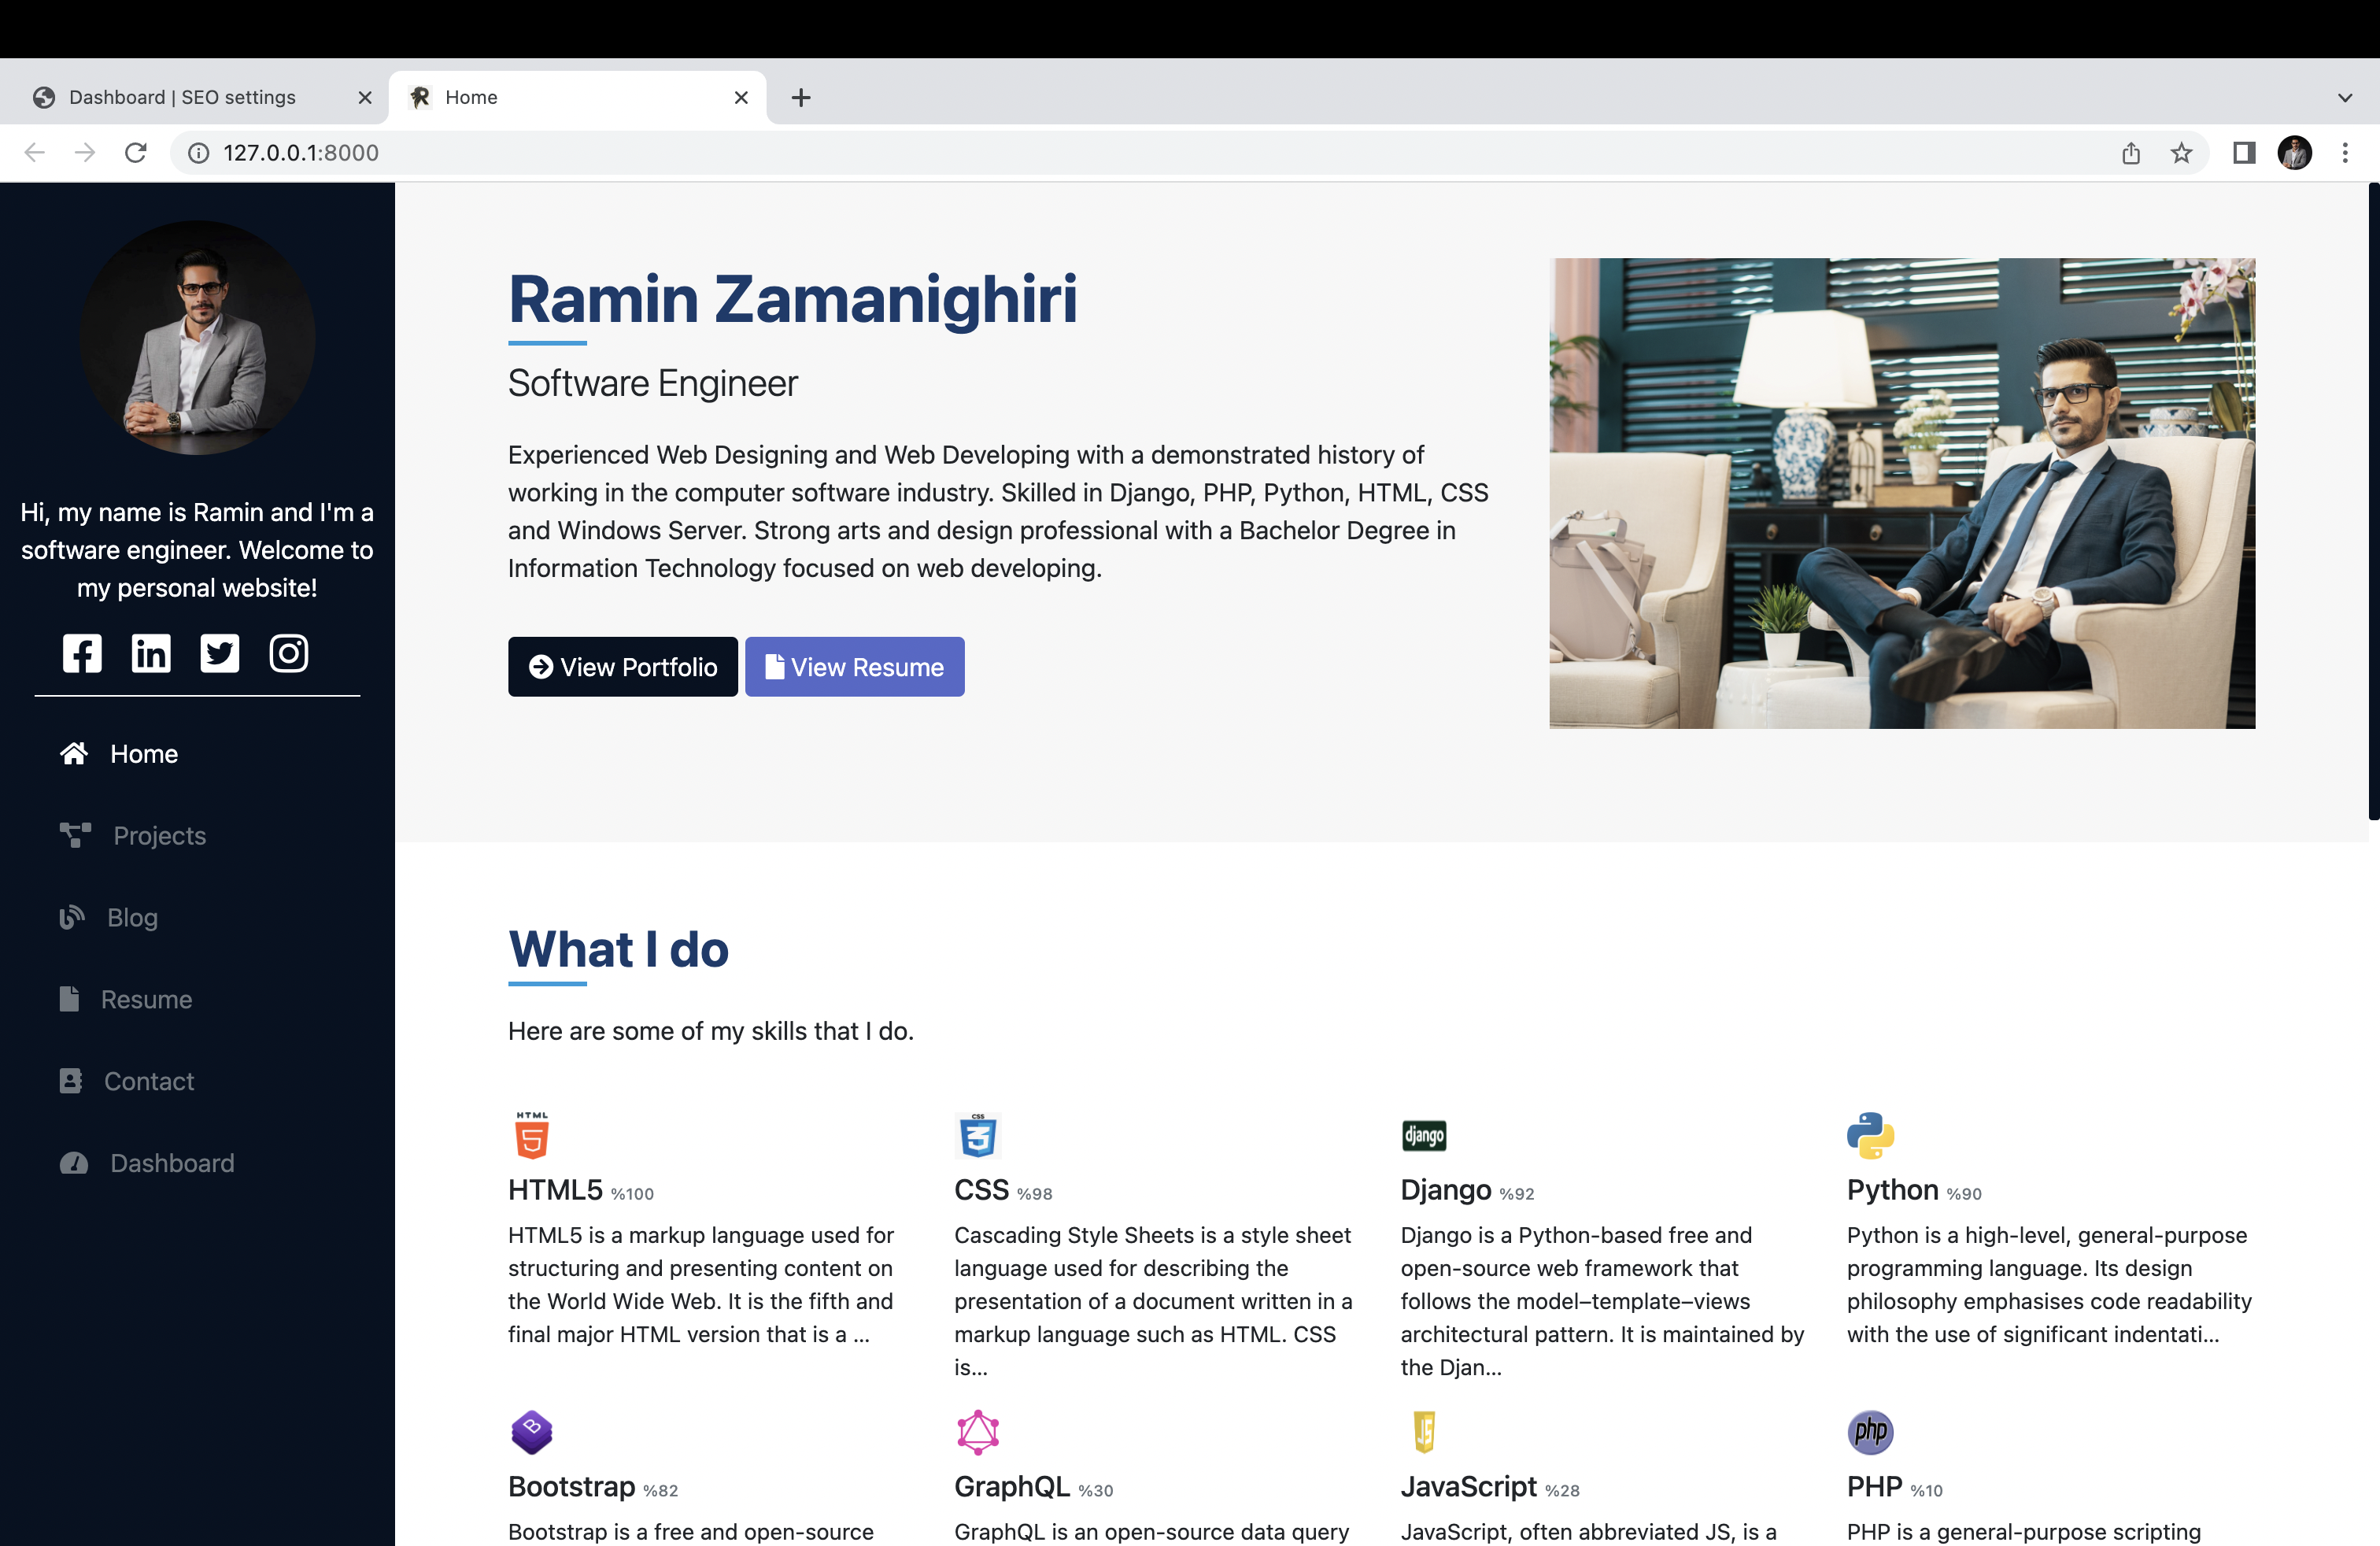 Dashboard | SEO settings
Home
127.0.0.1:8000
Hi, my name is Ramin and I'm a
software engineer. Welcome to
my personal website!
Home
Projects
Blog
Resume
Contact
Dashboard
Ramin Zamanighiri
Software Engineer
Experienced Web Designing and Web Developing with a demonstrated history of
working in the computer software industry. Skilled in Django, PHP, Python, HTML, CSS
and Windows Server. Strong arts and design professional with a Bachelor Degree in
Information Technology focused on web developing.
View Portfolio
View Resume
What I do
Here are some of my skills that I do.
HTML
5
HTML5 %100
HTML5 is a markup language used for
structuring and presenting content on
the World Wide Web. It is the fifth and
final major HTML version that is a ...
CSS
3
CSS %98
Cascading Style Sheets is a style sheet
language used for describing the
presentation of a document written in a
markup language such as HTML. CSS
is...
django
Django %92
Django is a Python-based free and
open-source web framework that
follows the model–template–views
architectural pattern. It is maintained by
the Djan...
Python %90
Python is a high-level, general-purpose
programming language. Its design
philosophy emphasises code readability
with the use of significant indentati...
B
Bootstrap %82
Bootstrap is a free and open-source
GraphQL %30
GraphQL is an open-source data query
JS
JavaScript %28
JavaScript, often abbreviated JS, is a
php
PHP %10
PHP is a general-purpose scripting